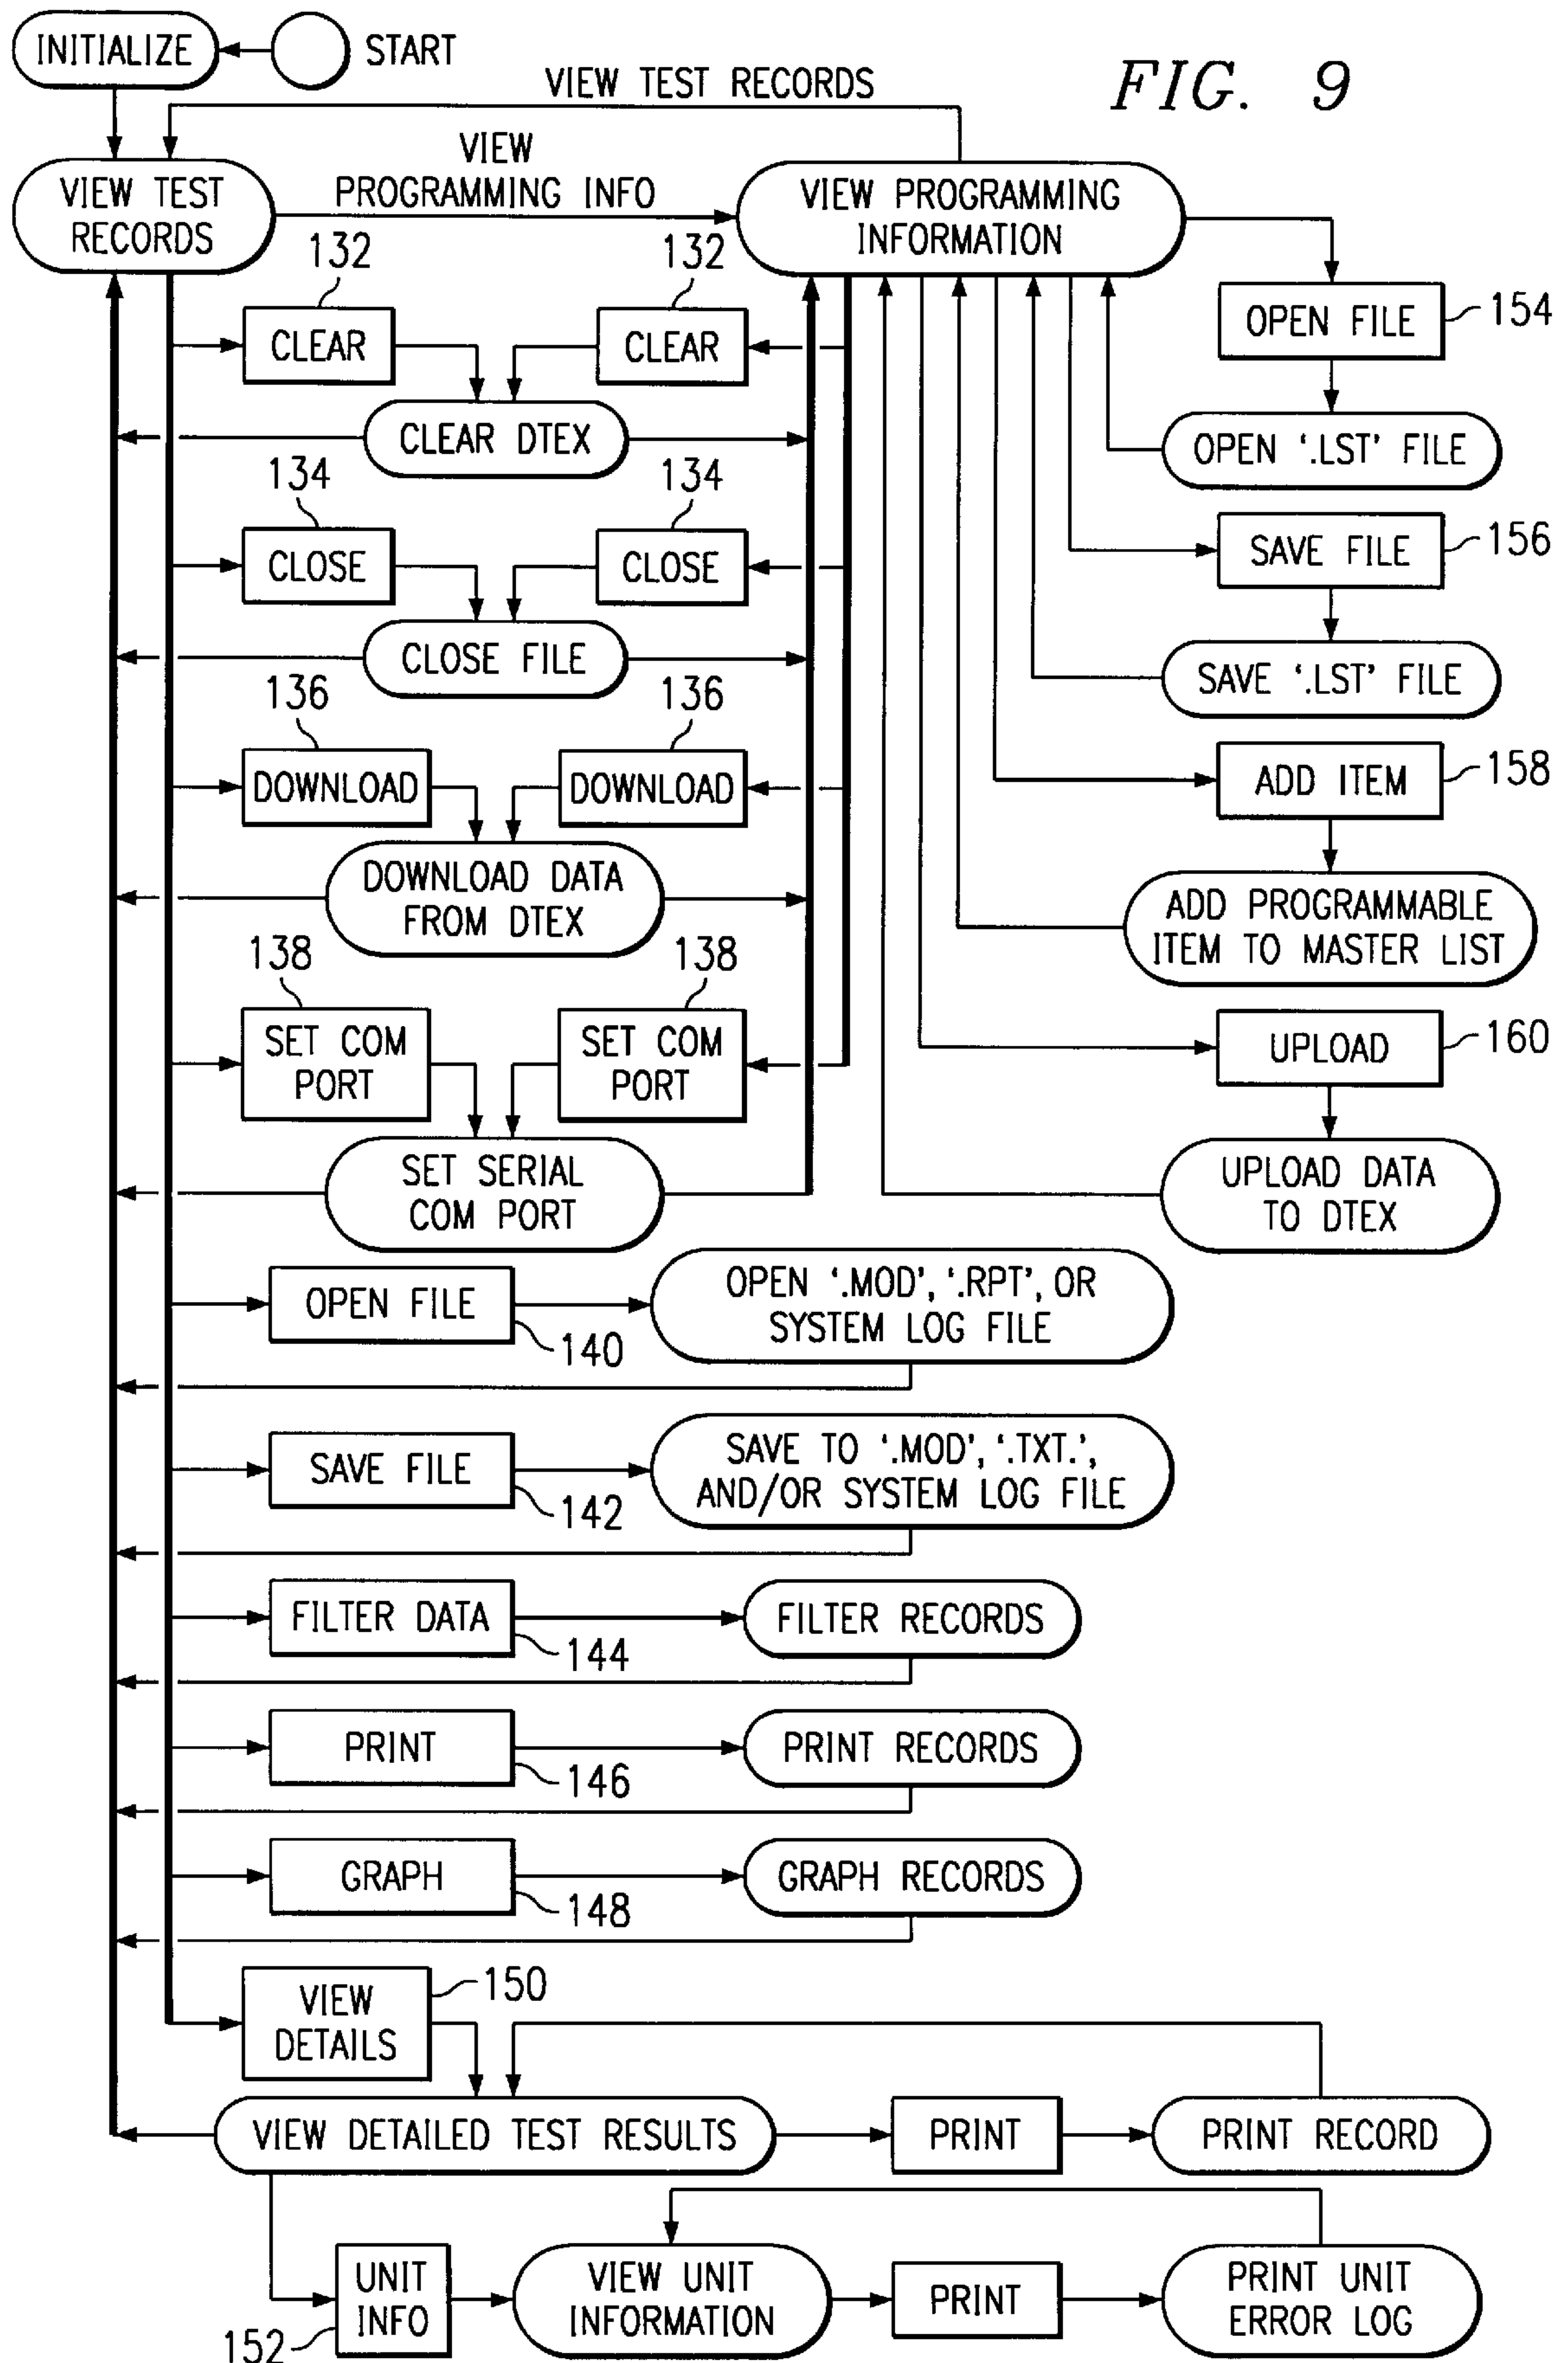 INITIALIZE
START
FIG. 9
VIEW TEST RECORDS
VIEW
PROGRAMMING INFO
VIEW TEST
RECORDS
VIEW PROGRAMMING
INFORMATION
132
132
CLEAR
CLEAR
CLEAR DTEX
134
134
CLOSE
CLOSE
CLOSE FILE
136
136
DOWNLOAD
DOWNLOAD
DOWNLOAD DATA
FROM DTEX
138
138
SET COM
PORT
SET COM
PORT
SET SERIAL
COM PORT
OPEN FILE
154
OPEN '.LST' FILE
SAVE FILE
156
SAVE '.LST' FILE
ADD ITEM
158
ADD PROGRAMMABLE
ITEM TO MASTER LIST
UPLOAD
160
UPLOAD DATA
TO DTEX
OPEN FILE
140
OPEN '.MOD', '.RPT', OR
SYSTEM LOG FILE
SAVE FILE
142
SAVE TO '.MOD', '.TXT.',
AND/OR SYSTEM LOG FILE
FILTER DATA
144
FILTER RECORDS
PRINT
146
PRINT RECORDS
GRAPH
148
GRAPH RECORDS
VIEW
DETAILS
150
VIEW DETAILED TEST RESULTS
PRINT
PRINT RECORD
UNIT
INFO
152
VIEW UNIT
INFORMATION
PRINT
PRINT UNIT
ERROR LOG